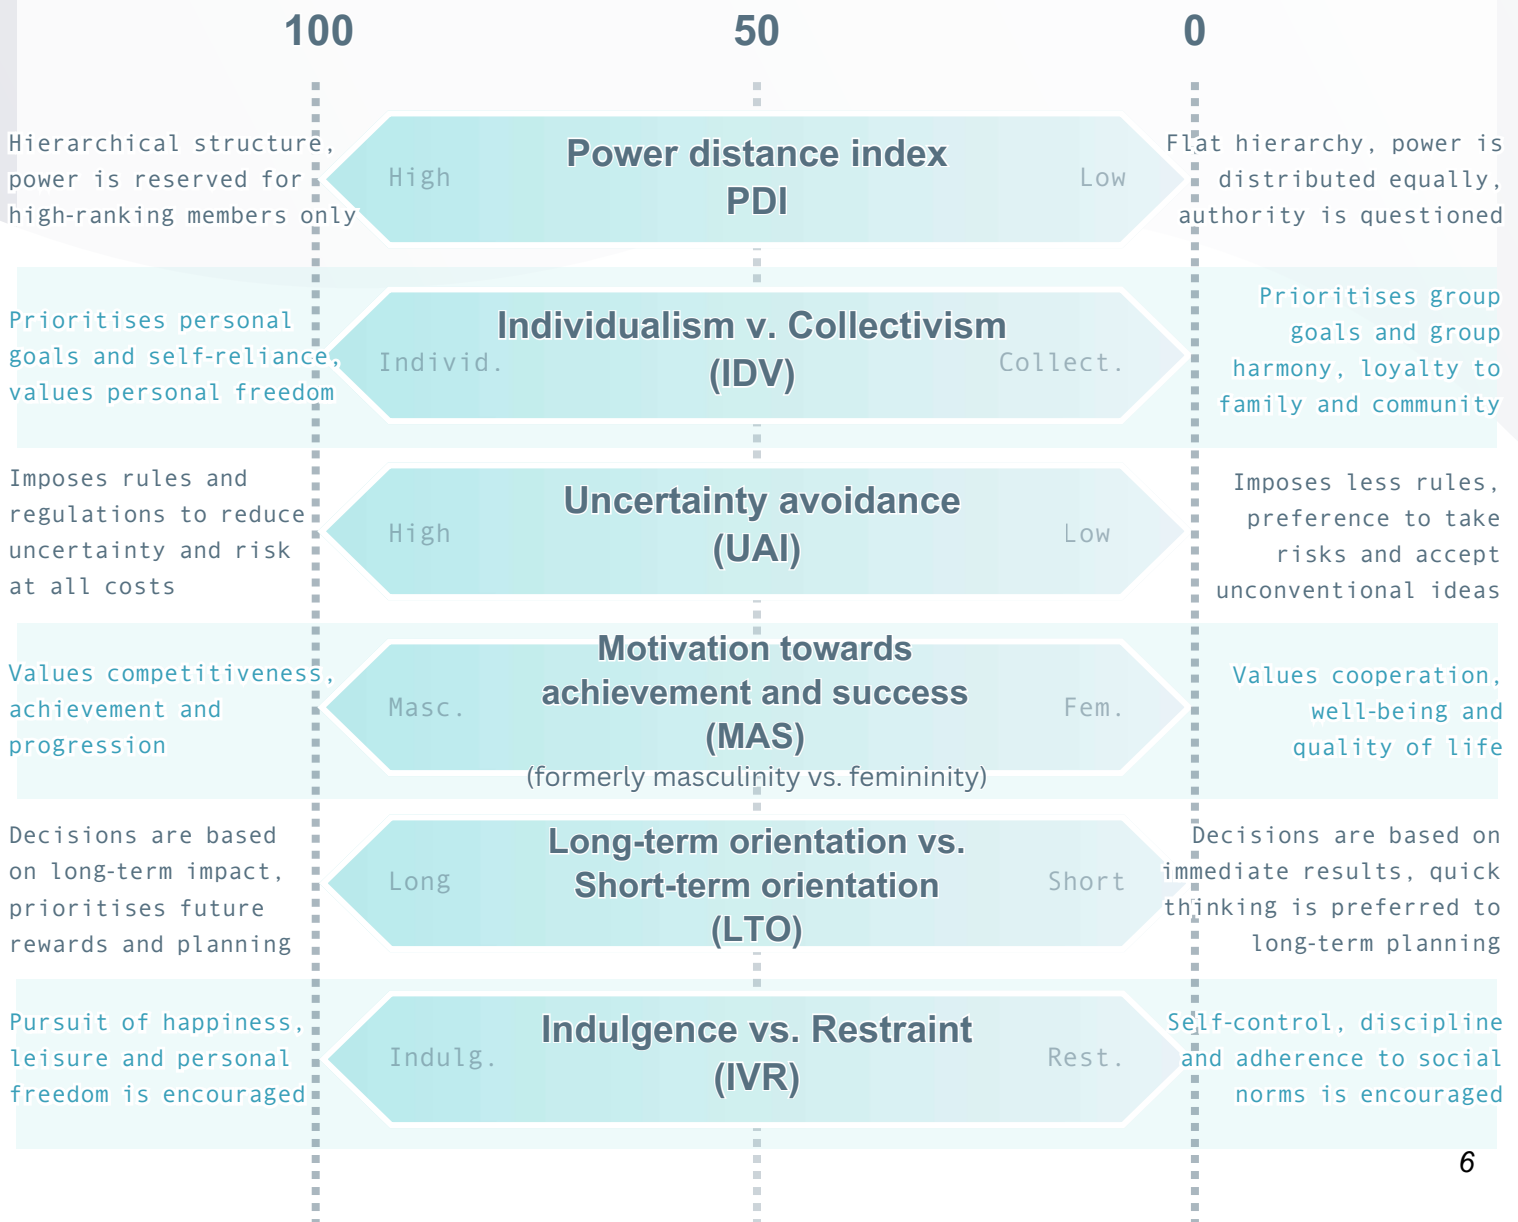 100
50
0
Hierarchical structure,
power is reserved for
high-ranking members only
High
Power distance index
PDI
Low
Flat hierarchy, power is
distributed equally,
authority is questioned
Prioritises personal
goals and self-reliance,
values personal freedom
Individ.
Individualism v. Collectivism
(IDV)
Collect.
Prioritises group
goals and group
harmony, loyalty to
family and community
Imposes rules and
regulations to reduce
uncertainty and risk
at all costs
High
Uncertainty avoidance
(UAI)
Low
Imposes less rules,
preference to take
risks and accept
unconventional ideas
Values competitiveness,
achievement and
progression
Masc.
Motivation towards
achievement and success
(MAS)
(formerly masculinity vs. femininity)
Fem.
Values cooperation,
well-being and
quality of life
Decisions are based
on long-term impact,
prioritises future
rewards and planning
Long
Long-term orientation vs.
Short-term orientation
(LTO)
Short
Decisions are based on
immediate results, quick
thinking is preferred to
long-term planning
Pursuit of happiness,
leisure and personal
freedom is encouraged
Indulg.
Indulgence vs. Restraint
(IVR)
Rest.
Self-control, discipline
and adherence to social
norms is encouraged
6